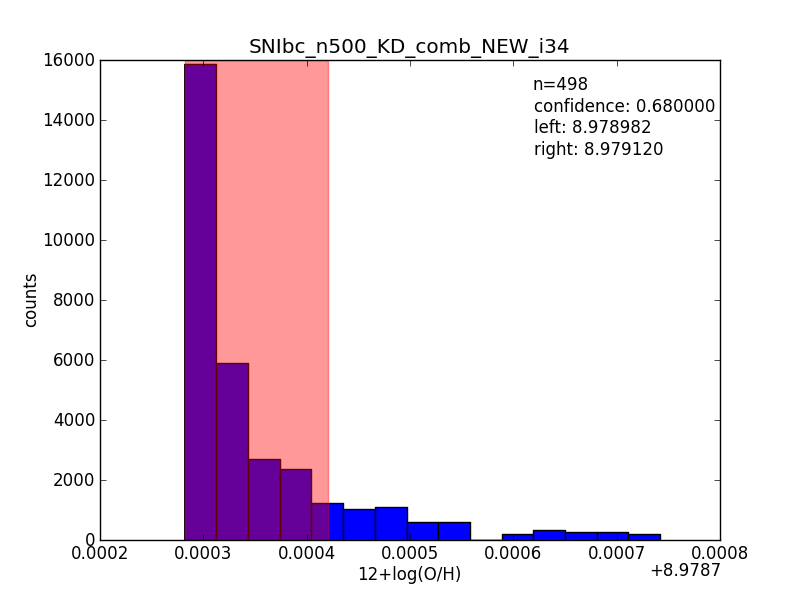 SNIbc_n500_KD_comb_NEW_i34
16000
14000
12000
10000
8000
6000
4000
2000
0
counts
n=498
confidence: 0.680000
left: 8.978982
right: 8.979120
0.0002 0.0003 0.0004 0.0005 0.0006 0.0007 0.0008
12+log(O/H)
+8.9787